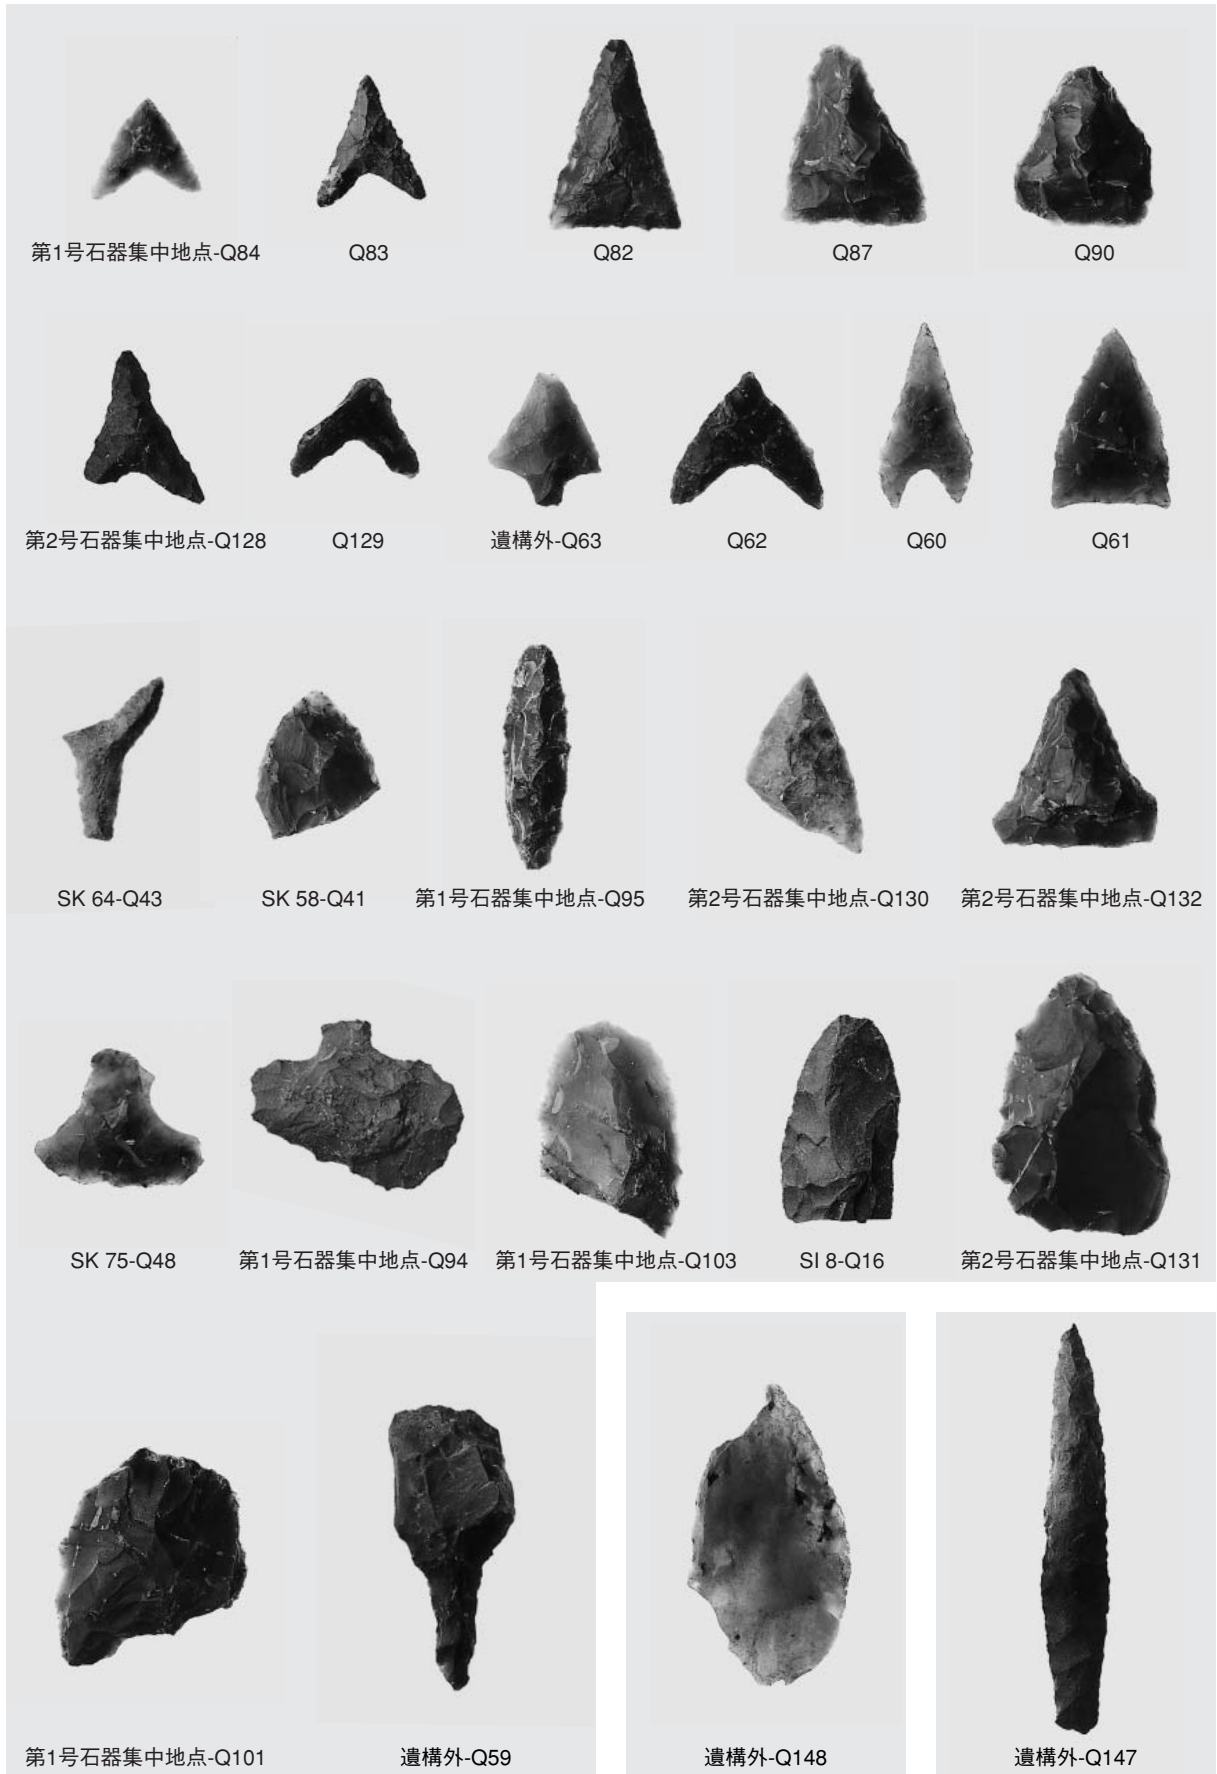 第1号石器集中地点-Q84 Q83 Q82 Q87 Q90
第2号石器集中地点-Q128 Q129 遺構外-Q63 Q62 Q60 Q61
SK 64-Q43 SK 58-Q41 第1号石器集中地点-Q95 第2号石器集中地点-Q130 第2号石器集中地点-Q132
SK 75-Q48 第1号石器集中地点-Q94 第1号石器集中地点-Q103 SI 8-Q16 第2号石器集中地点-Q131
第1号石器集中地点-Q101 遺構外-Q59 遺構外-Q148 遺構外-Q147